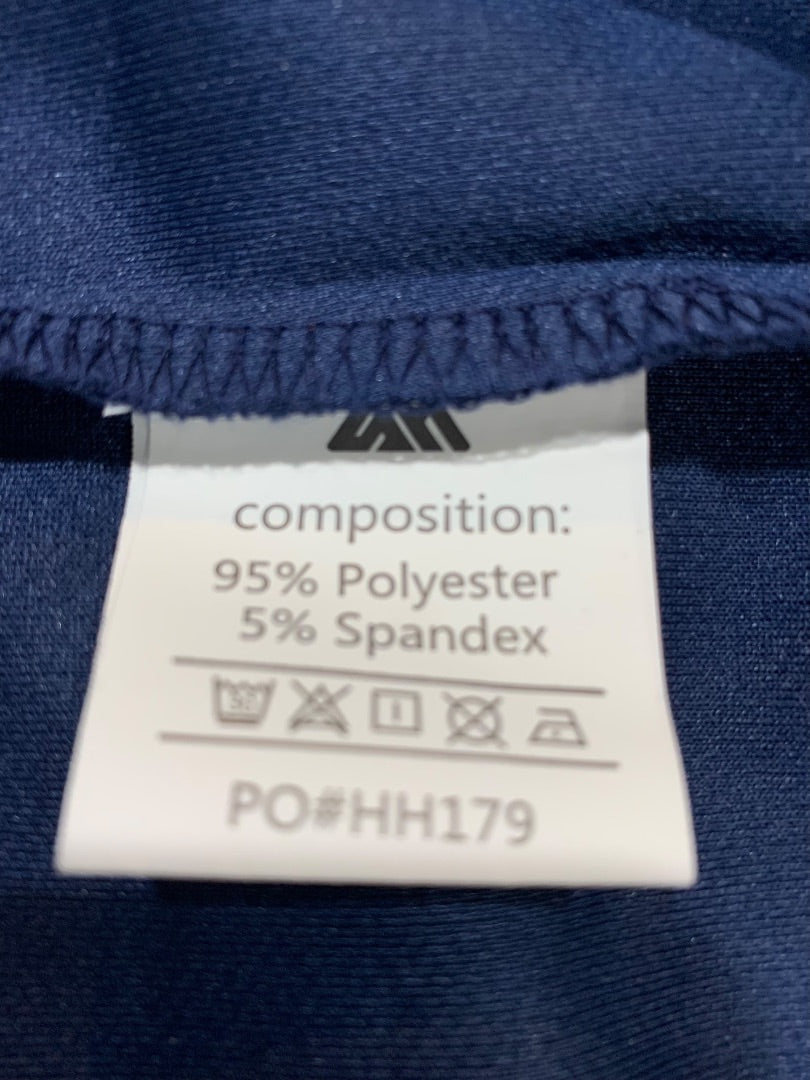 composition:
95% Polyester
5% Spandex
PO#HH179